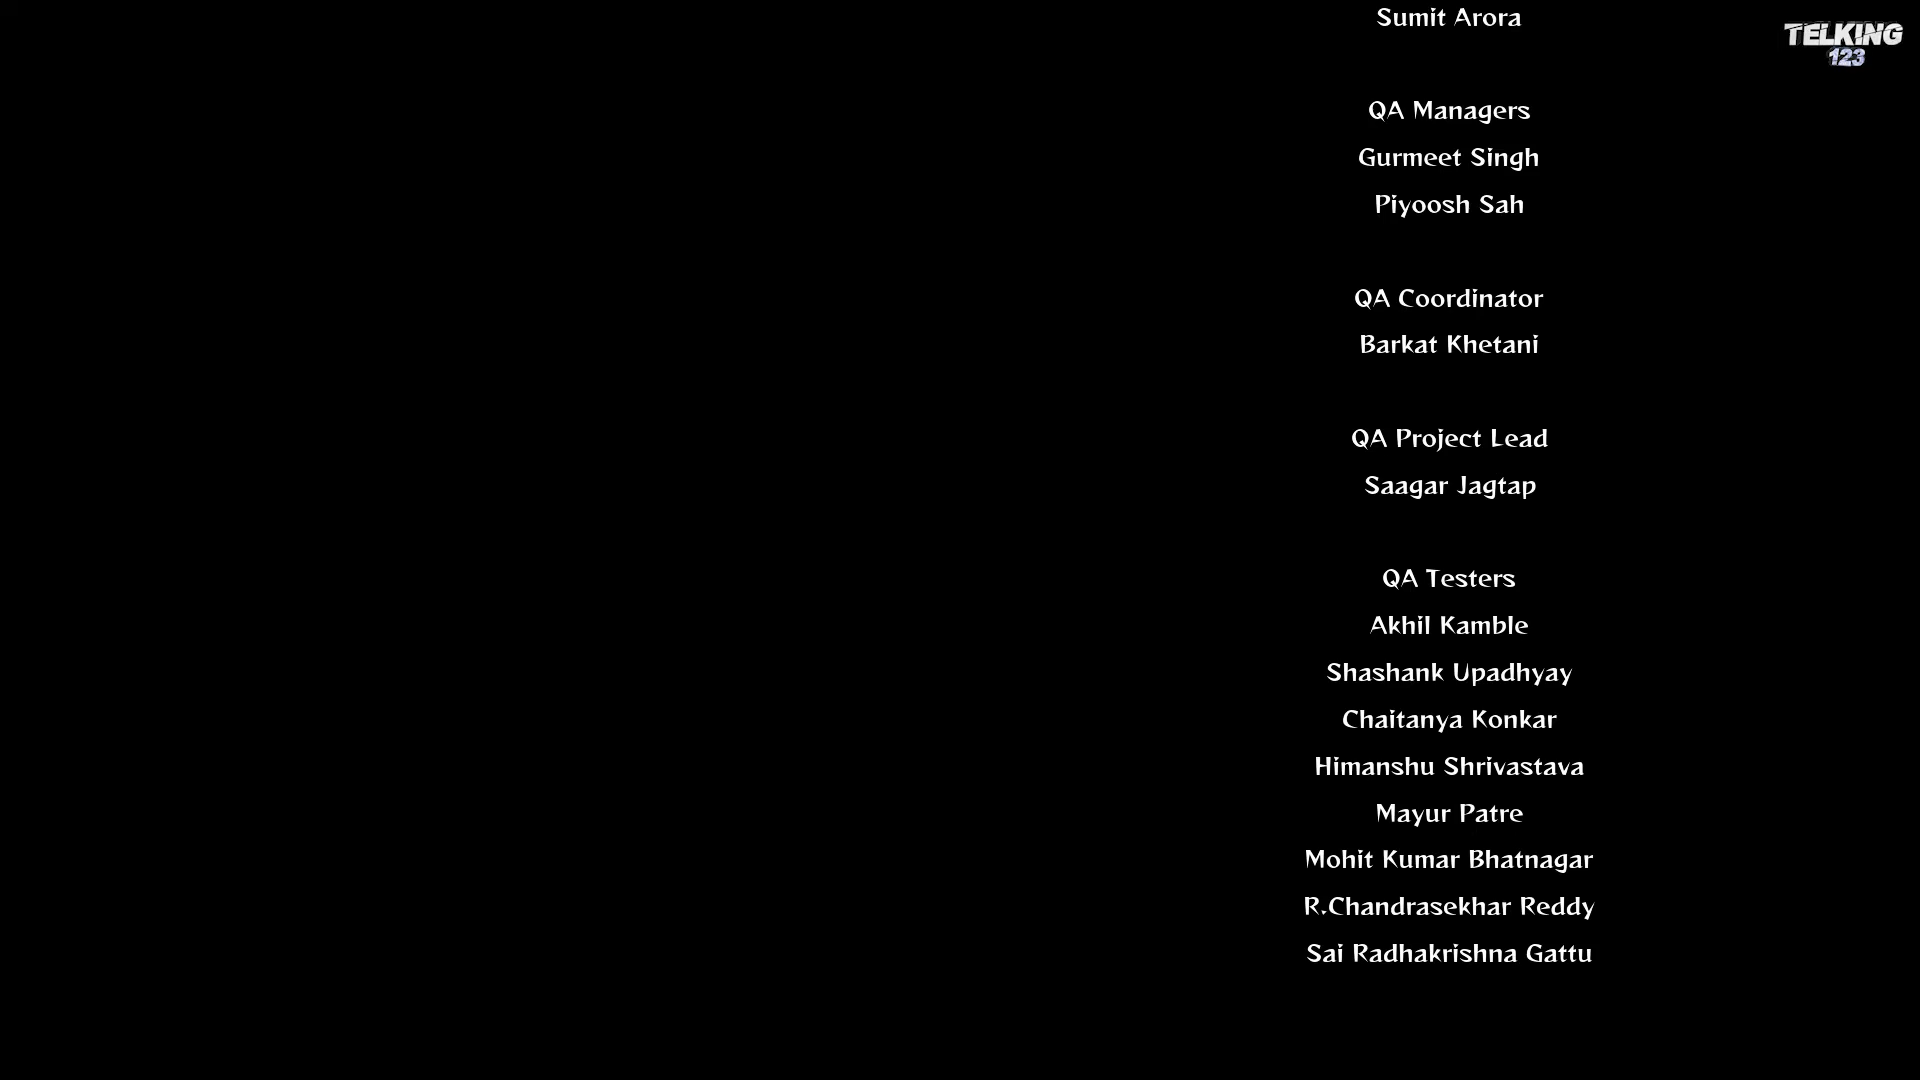 Sumit Arora
TELKING
123
QA Managers
Gurmeet Singh
Piyoosh Sah
QA Coordinator
Barkat Khetani
QA Project Lead
Saagar Jagtap
QA Testers
Akhil Kamble
Shashank Upadhyay
Chaitanya Konkar
Himanshu Shrivastava
Mayur Patre
Mohit Kumar Bhatnagar
R.Chandrasekhar Reddy
Sai Radhakrishna Gattu